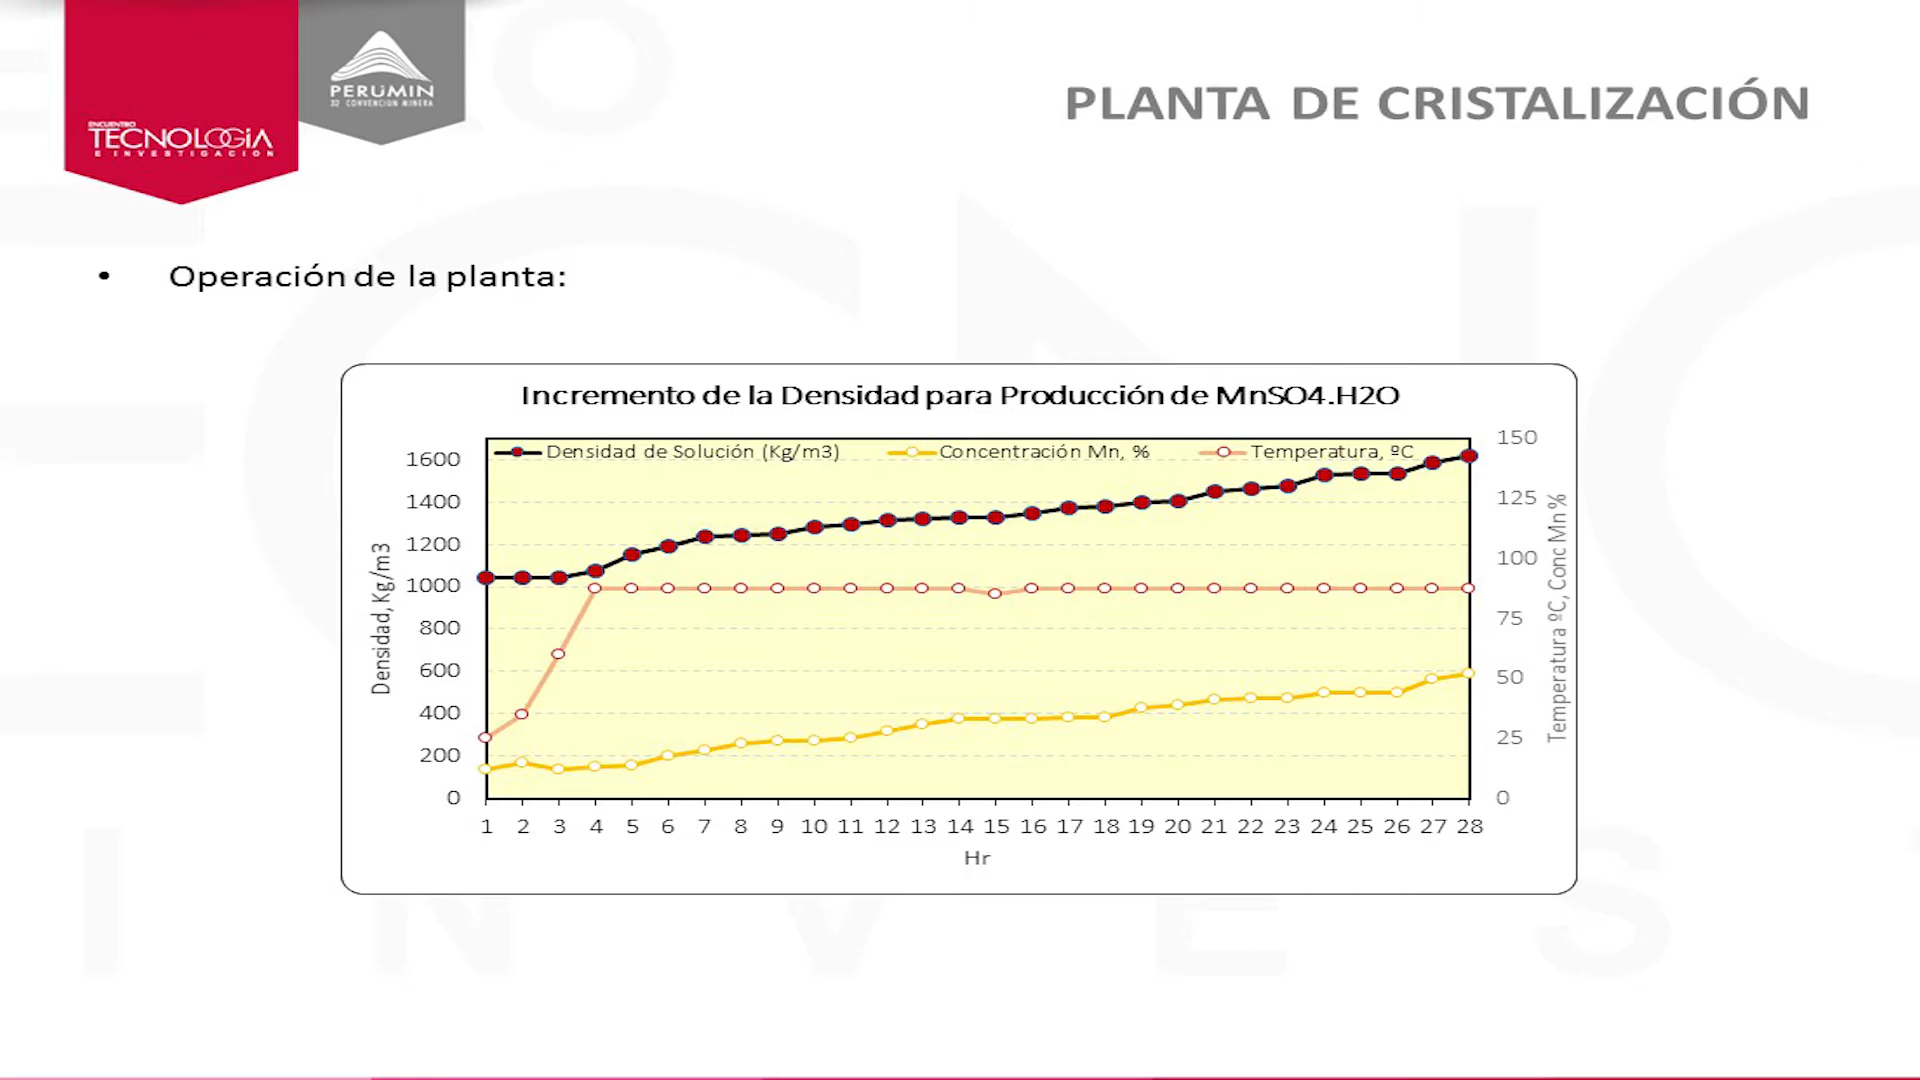 ENCUENTRO
TECNOLOGÍA
E INVESTIGACIÓN
PERUMIN
32 CONVENCIÓN MINERA
PLANTA DE CRISTALIZACIÓN
• Operación de la planta:
Incremento de la Densidad para Producción de MnSO4.H2O
Densidad de Solución (Kg/m3) Concentración Mn, % Temperatura, ºC
Densidad, Kg/m3
1600
1400
1200
1000
800
600
400
200
0
150
125
100
75
50
25
0
Temperatura ºC, Conc Mn %
1 2 3 4 5 6 7 8 9 10 11 12 13 14 15 16 17 18 19 20 21 22 23 24 25 26 27 28
Hr